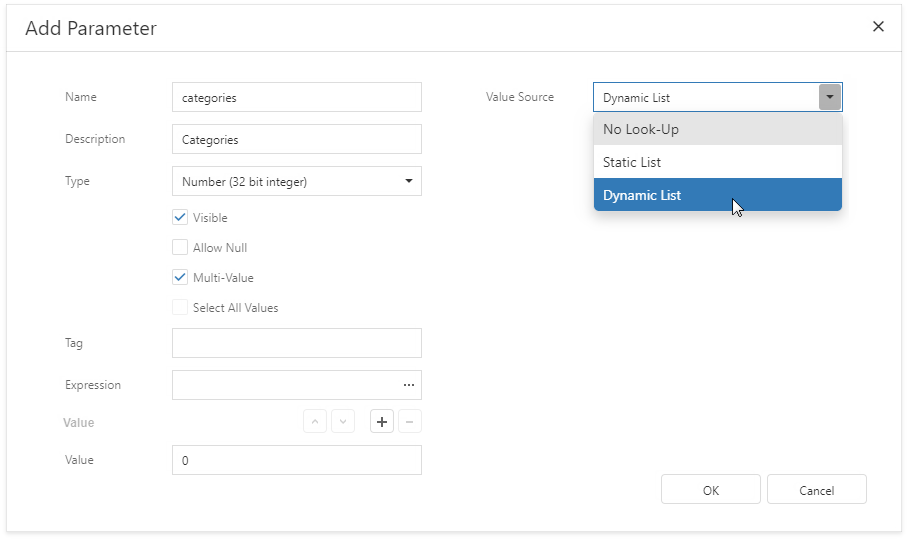 Add Parameter
Name
categories
Description
Categories
Type
Number (32 bit integer)
Visible
Allow Null
Multi-Value
Select All Values
Tag
Expression
...
Value
Value
0
Value Source
Dynamic List
No Look-Up
Static List
Dynamic List
OK
Cancel